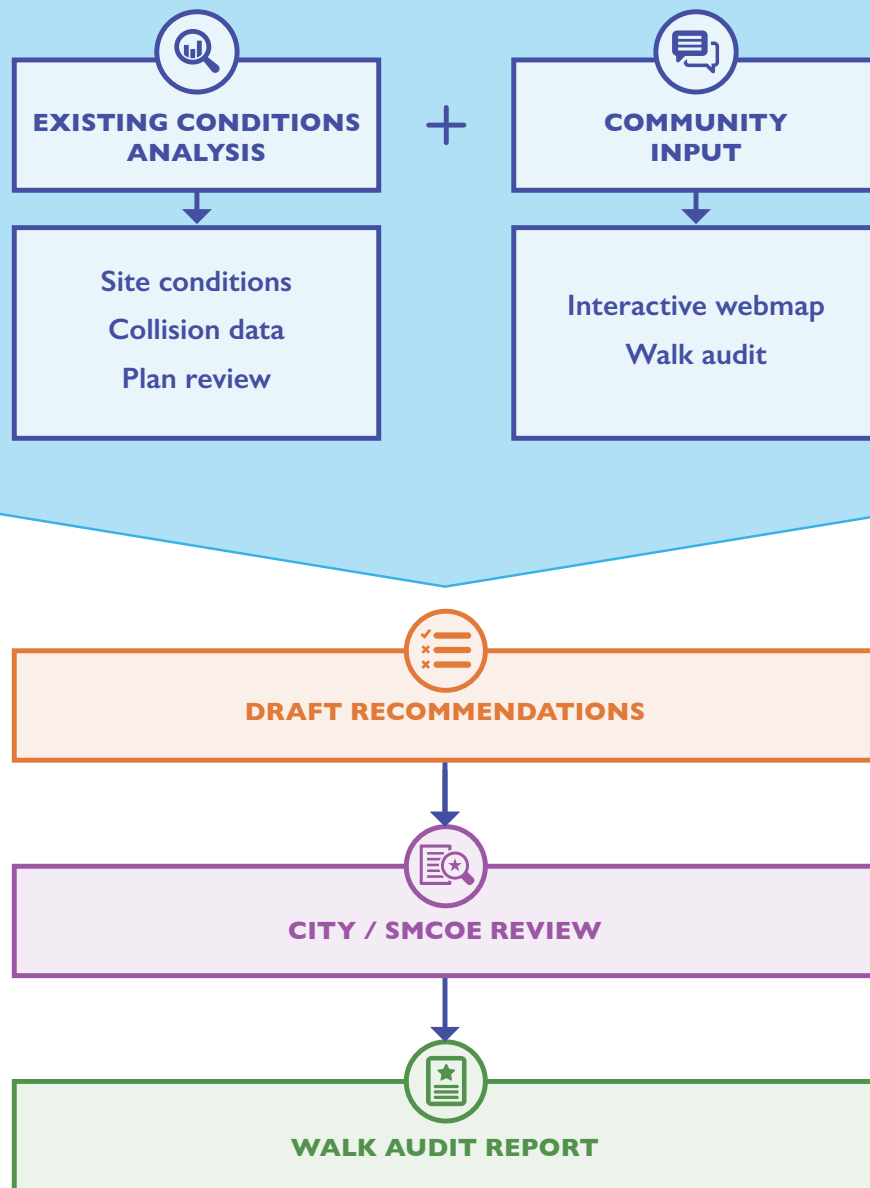 EXISTING CONDITIONS
ANALYSIS
+
COMMUNITY
INPUT
Site conditions
Collision data
Plan review
Interactive webmap
Walk audit
DRAFT RECOMMENDATIONS
CITY / SMCOE REVIEW
WALK AUDIT REPORT